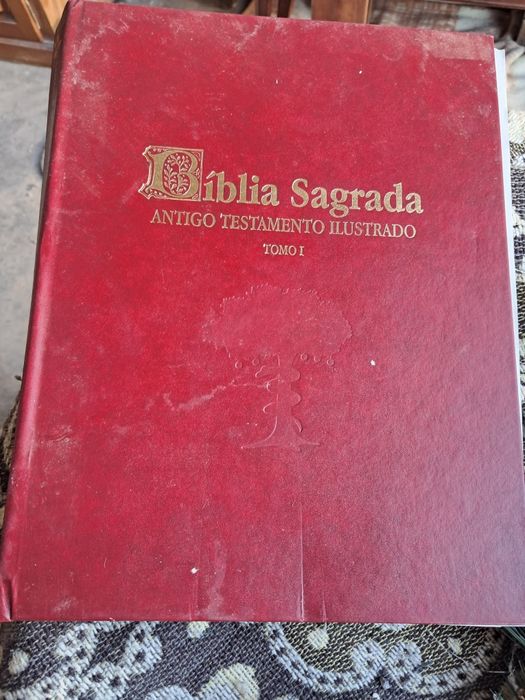 Bíblia Sagrada
ANTIGO TESTAMENTO ILUSTRADO
TOMO I